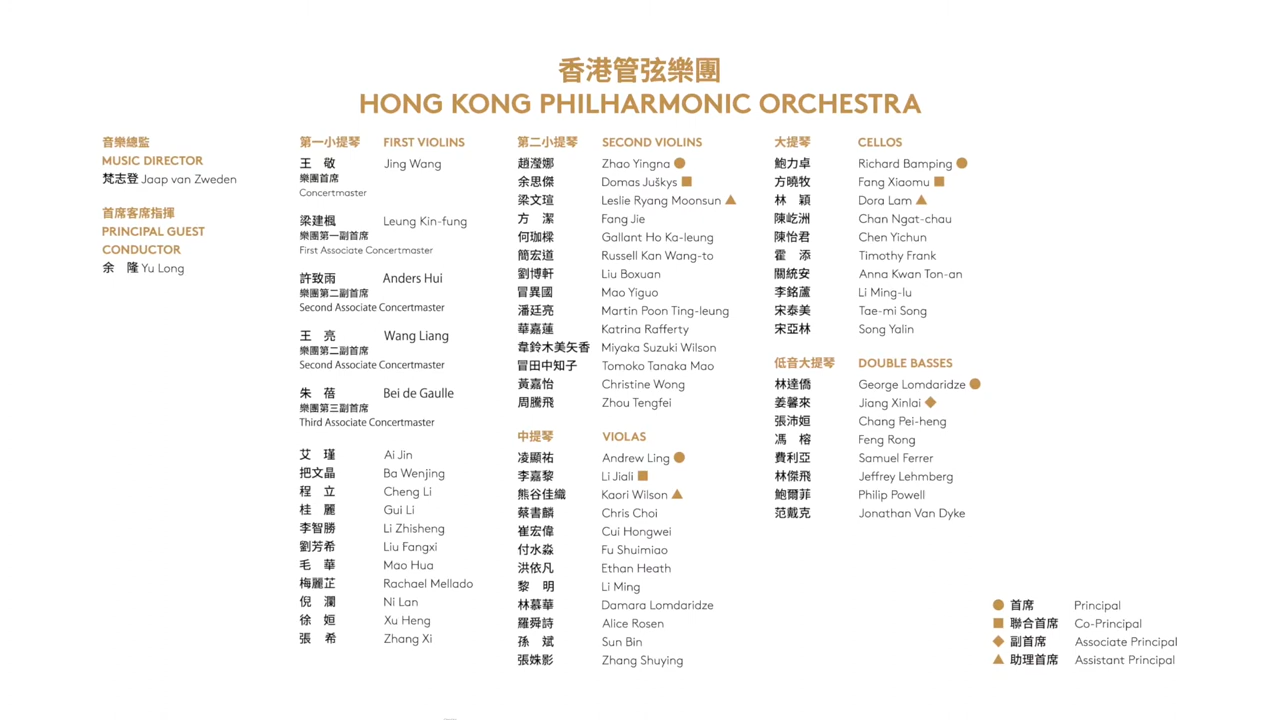 香港管弦樂團
HONG KONG PHILHARMONIC ORCHESTRA
音樂總監
MUSIC DIRECTOR
梵志登 Jaap van Zweden
首席客席指揮
PRINCIPAL GUEST
CONDUCTOR
余 隆 Yu Long
第一小提琴 FIRST VIOLINS
王 敬 Jing Wang
樂團首席
Concertmaster
梁建楓 Leung Kin-fung
樂團第一副首席
First Associate Concertmaster
許致雨 Anders Hui
樂團第二副首席
Second Associate Concertmaster
王 亮 Wang Liang
樂團第二副首席
Second Associate Concertmaster
朱 蓓 Bei de Gaulle
樂團第三副首席
Third Associate Concertmaster
艾 瑾 Ai Jin
把文晶 Ba Wenjing
程 立 Cheng Li
桂 麗 Gui Li
李智勝 Li Zhisheng
劉芳希 Liu Fangxi
毛 華 Mao Hua
梅麗芷 Rachael Mellado
倪 瀾 Ni Lan
徐 姮 Xu Heng
張 希 Zhang Xi
第二小提琴 SECOND VIOLINS
趙瀅娜 Zhao Yingna ●
余思傑 Domas Juškys ■
梁文瑄 Leslie Ryang Moonsun ▲
方 潔 Fang Jie
何珈樑 Gallant Ho Ka-leung
簡宏道 Russell Kan Wang-to
劉博軒 Liu Boxuan
冒異國 Mao Yiguo
潘廷亮 Martin Poon Ting-leung
華嘉蓮 Katrina Rafferty
韋鈴木美矢香 Miyaka Suzuki Wilson
冒田中知子 Tomoko Tanaka Mao
黃嘉怡 Christine Wong
周騰飛 Zhou Tengfei
中提琴 VIOLAS
凌顯祐 Andrew Ling ●
李嘉黎 Li Jiali ■
熊谷佳織 Kaori Wilson ▲
蔡書麟 Chris Choi
崔宏偉 Cui Hongwei
付水淼 Fu Shuimiao
洪依凡 Ethan Heath
黎 明 Li Ming
林慕華 Damara Lomdaridze
羅舜詩 Alice Rosen
孫 斌 Sun Bin
張姝影 Zhang Shuying
大提琴 CELLOS
鮑力卓 Richard Bamping ●
方曉牧 Fang Xiaomu ■
林 穎 Dora Lam ▲
陳屹洲 Chan Ngat-chau
陳怡君 Chen Yichun
霍 添 Timothy Frank
關統安 Anna Kwan Ton-an
李銘蘆 Li Ming-lu
宋泰美 Tae-mi Song
宋亞林 Song Yalin
低音大提琴 DOUBLE BASSES
林達僑 George Lomdaridze ●
姜馨來 Jiang Xinlai ◆
張沛姮 Chang Pei-heng
馮 榕 Feng Rong
費利亞 Samuel Ferrer
林傑飛 Jeffrey Lehmberg
鮑爾菲 Philip Powell
范戴克 Jonathan Van Dyke
● 首席 Principal
■ 聯合首席 Co-Principal
◆ 副首席 Associate Principal
▲ 助理首席 Assistant Principal